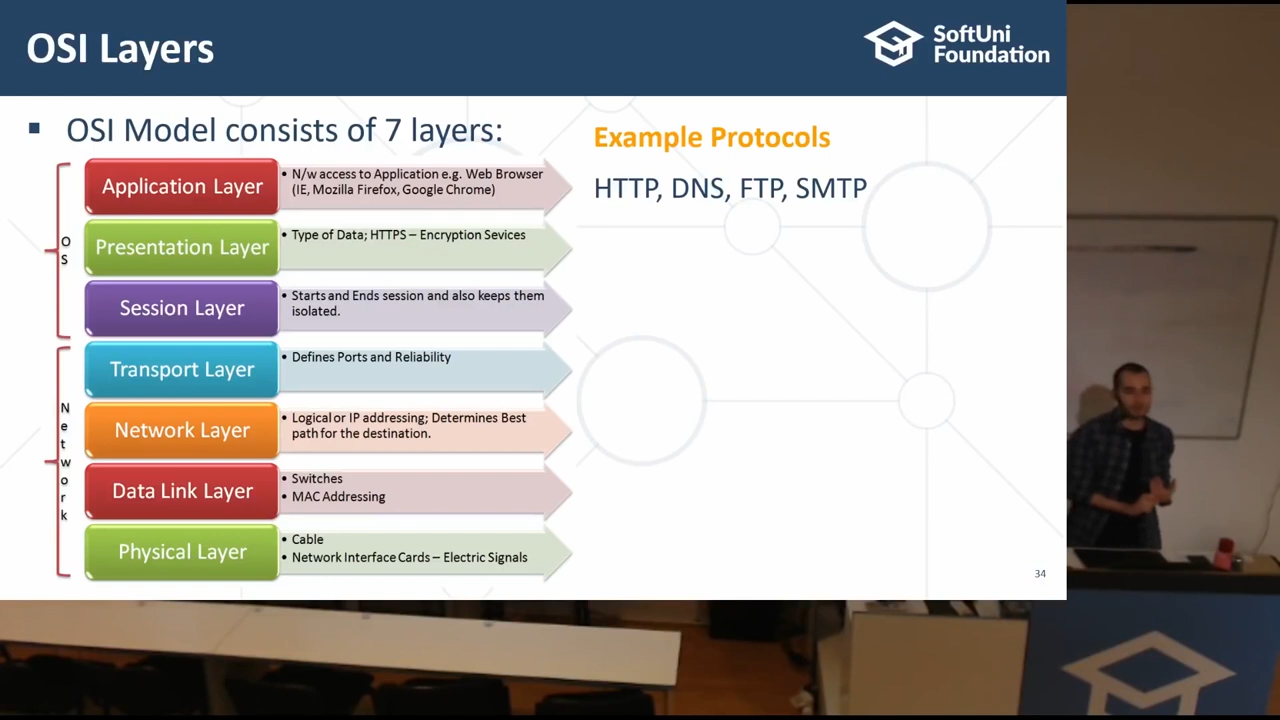 OSI Layers
SoftUni
Foundation
▪ OSI Model consists of 7 layers:
Example Protocols
OS
Application Layer
• N/w access to Application e.g. Web Browser
(IE, Mozilla Firefox, Google Chrome)
HTTP, DNS, FTP, SMTP
Presentation Layer
• Type of Data; HTTPS – Encryption Sevices
Session Layer
• Starts and Ends session and also keeps them
isolated.
Network
Transport Layer
• Defines Ports and Reliability
Network Layer
• Logical or IP addressing; Determines Best
path for the destination.
Data Link Layer
• Switches
• MAC Addressing
Physical Layer
• Cable
• Network Interface Cards – Electric Signals
34